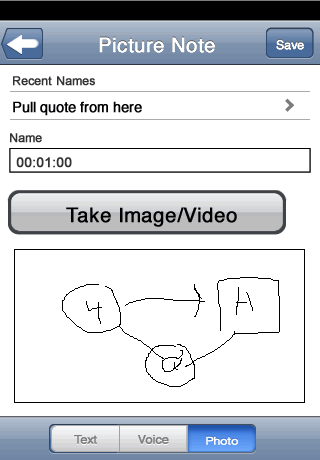 Picture Note
Save
Recent Names
Pull quote from here
Name
00:01:00
Take Image/Video
4
A
a
Text
Voice
Photo